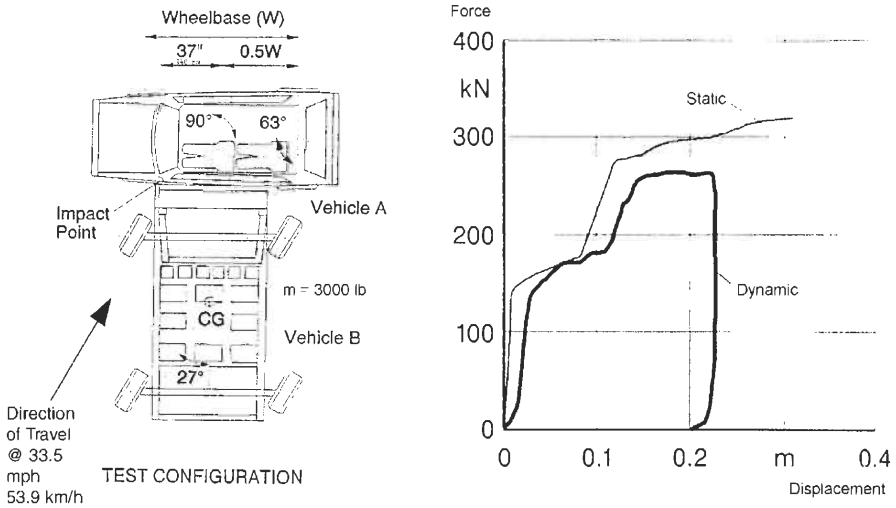 Wheelbase (W)
37" 0.5W
90° 63°
Impact
Point
Vehicle A
m = 3000 lb
CG
Vehicle B
27°
Direction
of Travel
@ 33.5
mph
53.9 km/h
TEST CONFIGURATION
Force
400
kN
300
200
100
0
Static
Dynamic
0 0.1 0.2 m 0.4
Displacement